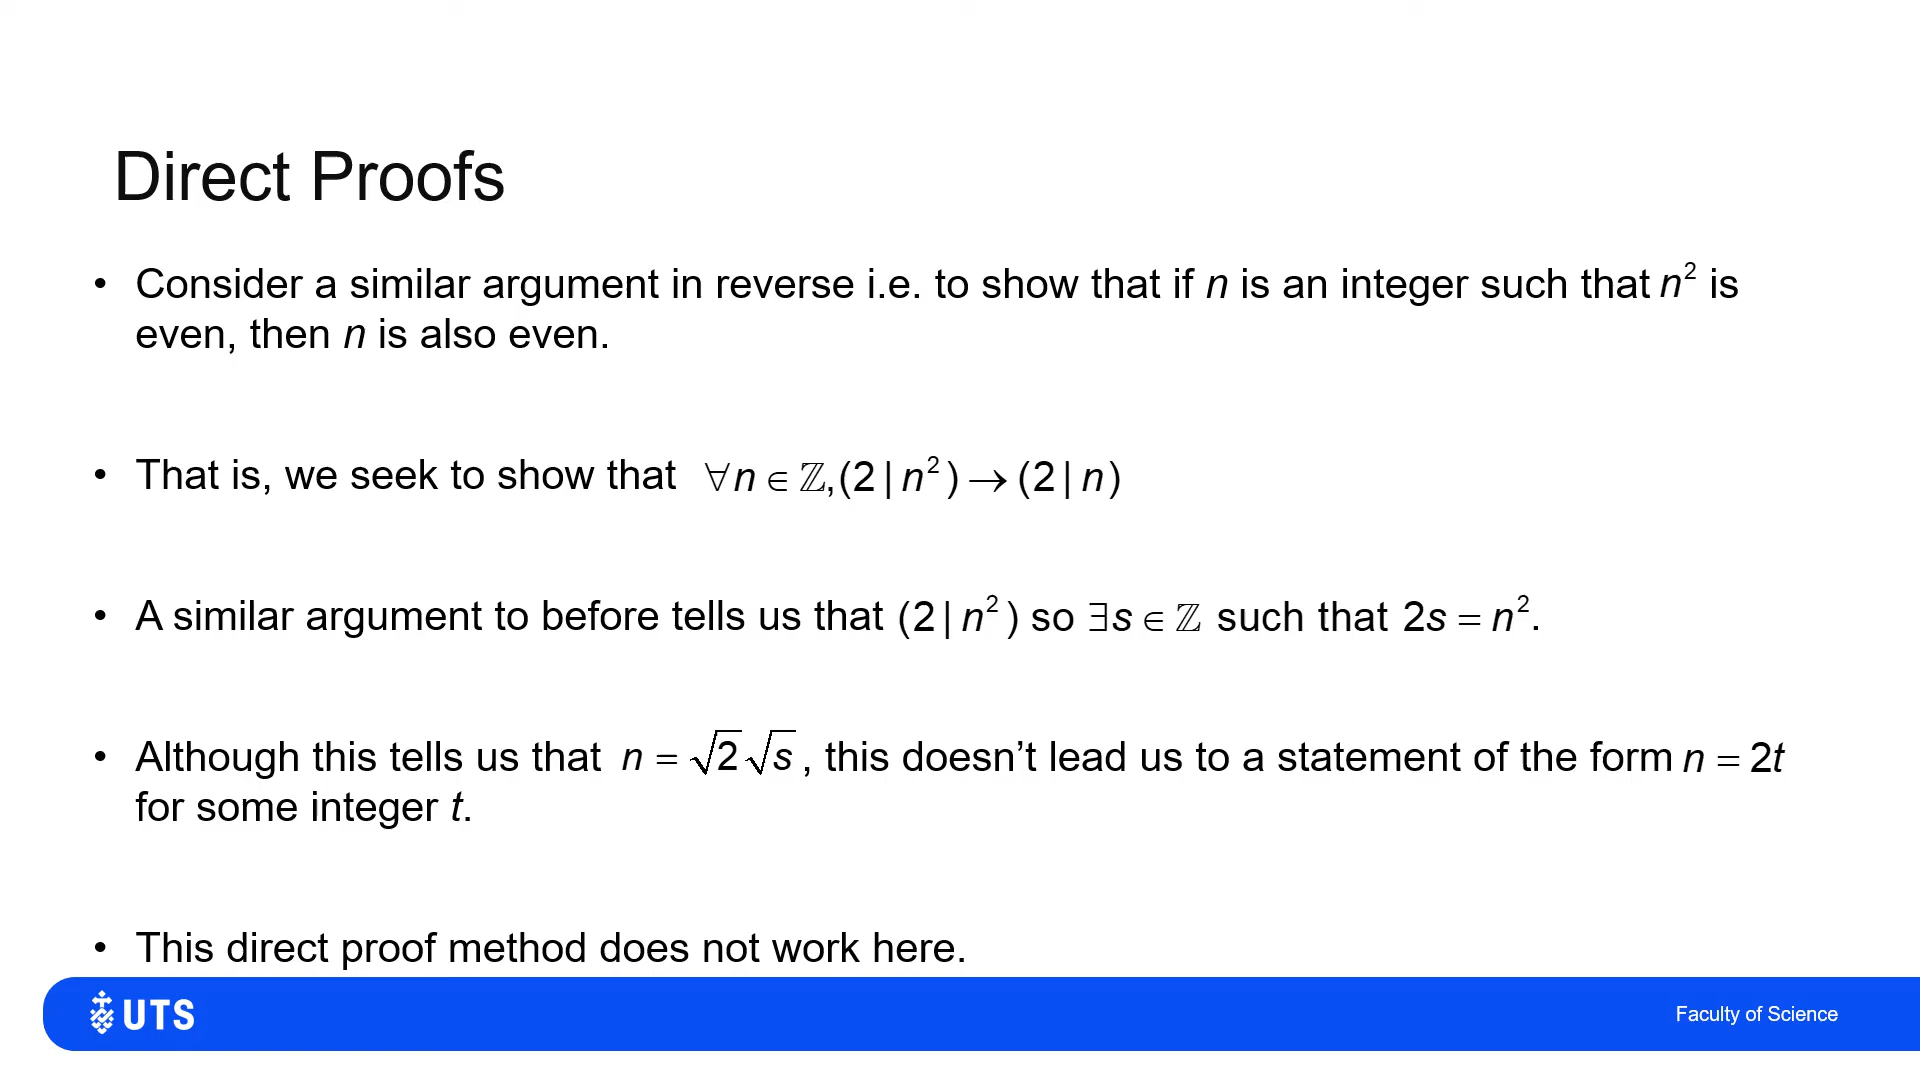 Direct Proofs
• Consider a similar argument in reverse i.e. to show that if n is an integer such that n² is
even, then n is also even.
• That is, we seek to show that ∀n ∈ ℤ,(2 | n²) → (2 | n)
• A similar argument to before tells us that (2 | n²) so ∃s ∈ ℤ such that 2s = n².
• Although this tells us that n = √2√s, this doesn’t lead us to a statement of the form n = 2t
for some integer t.
• This direct proof method does not work here.
UTS
Faculty of Science